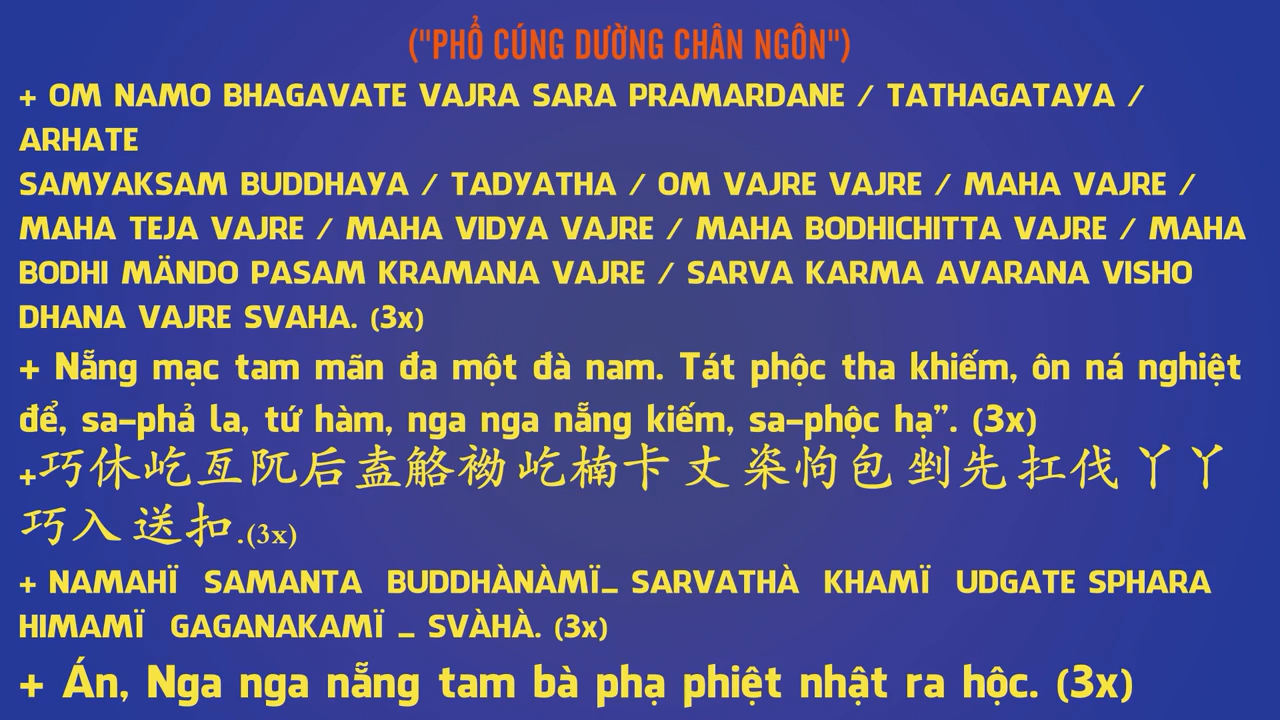 ("PHỔ CÚNG DƯỜNG CHÂN NGÔN")
+ OM NAMO BHAGAVATE VAJRA SARA PRAMARDANE / TATHAGATAYA /
ARHATE
SAMYAKSAM BUDDHAYA / TADYATHA / OM VAJRE VAJRE / MAHA VAJRE /
MAHA TEJA VAJRE / MAHA VIDYA VAJRE / MAHA BODHICHITTA VAJRE / MAHA
BODHI MÄNDO PASAM KRAMANA VAJRE / SARVA KARMA AVARANA VISHO
DHANA VAJRE SVAHA. (3x)
+ Nẵng mạc tam mãn đa một đà nam. Tát phộc tha khiếm, ôn ná nghiệt
để, sa-phả la, tứ hàm, nga nga nẵng kiếm, sa-phộc hạ”. (3x)
+巧休屹亙阢后盍觡袎屹楠卡丈栥怐包剉先扛伐丫丫
巧入送扣.(3x)
+ NAMAHÏ SAMANTA BUDDHÀNÀMÏ_ SARVATHÀ KHAMÏ UDGATE SPHARA
HIMAMÏ GAGANAKAMÏ _ SVÀHÀ. (3x)
+ Án, Nga nga nẵng tam bà phạ phiệt nhật ra hộc. (3x)